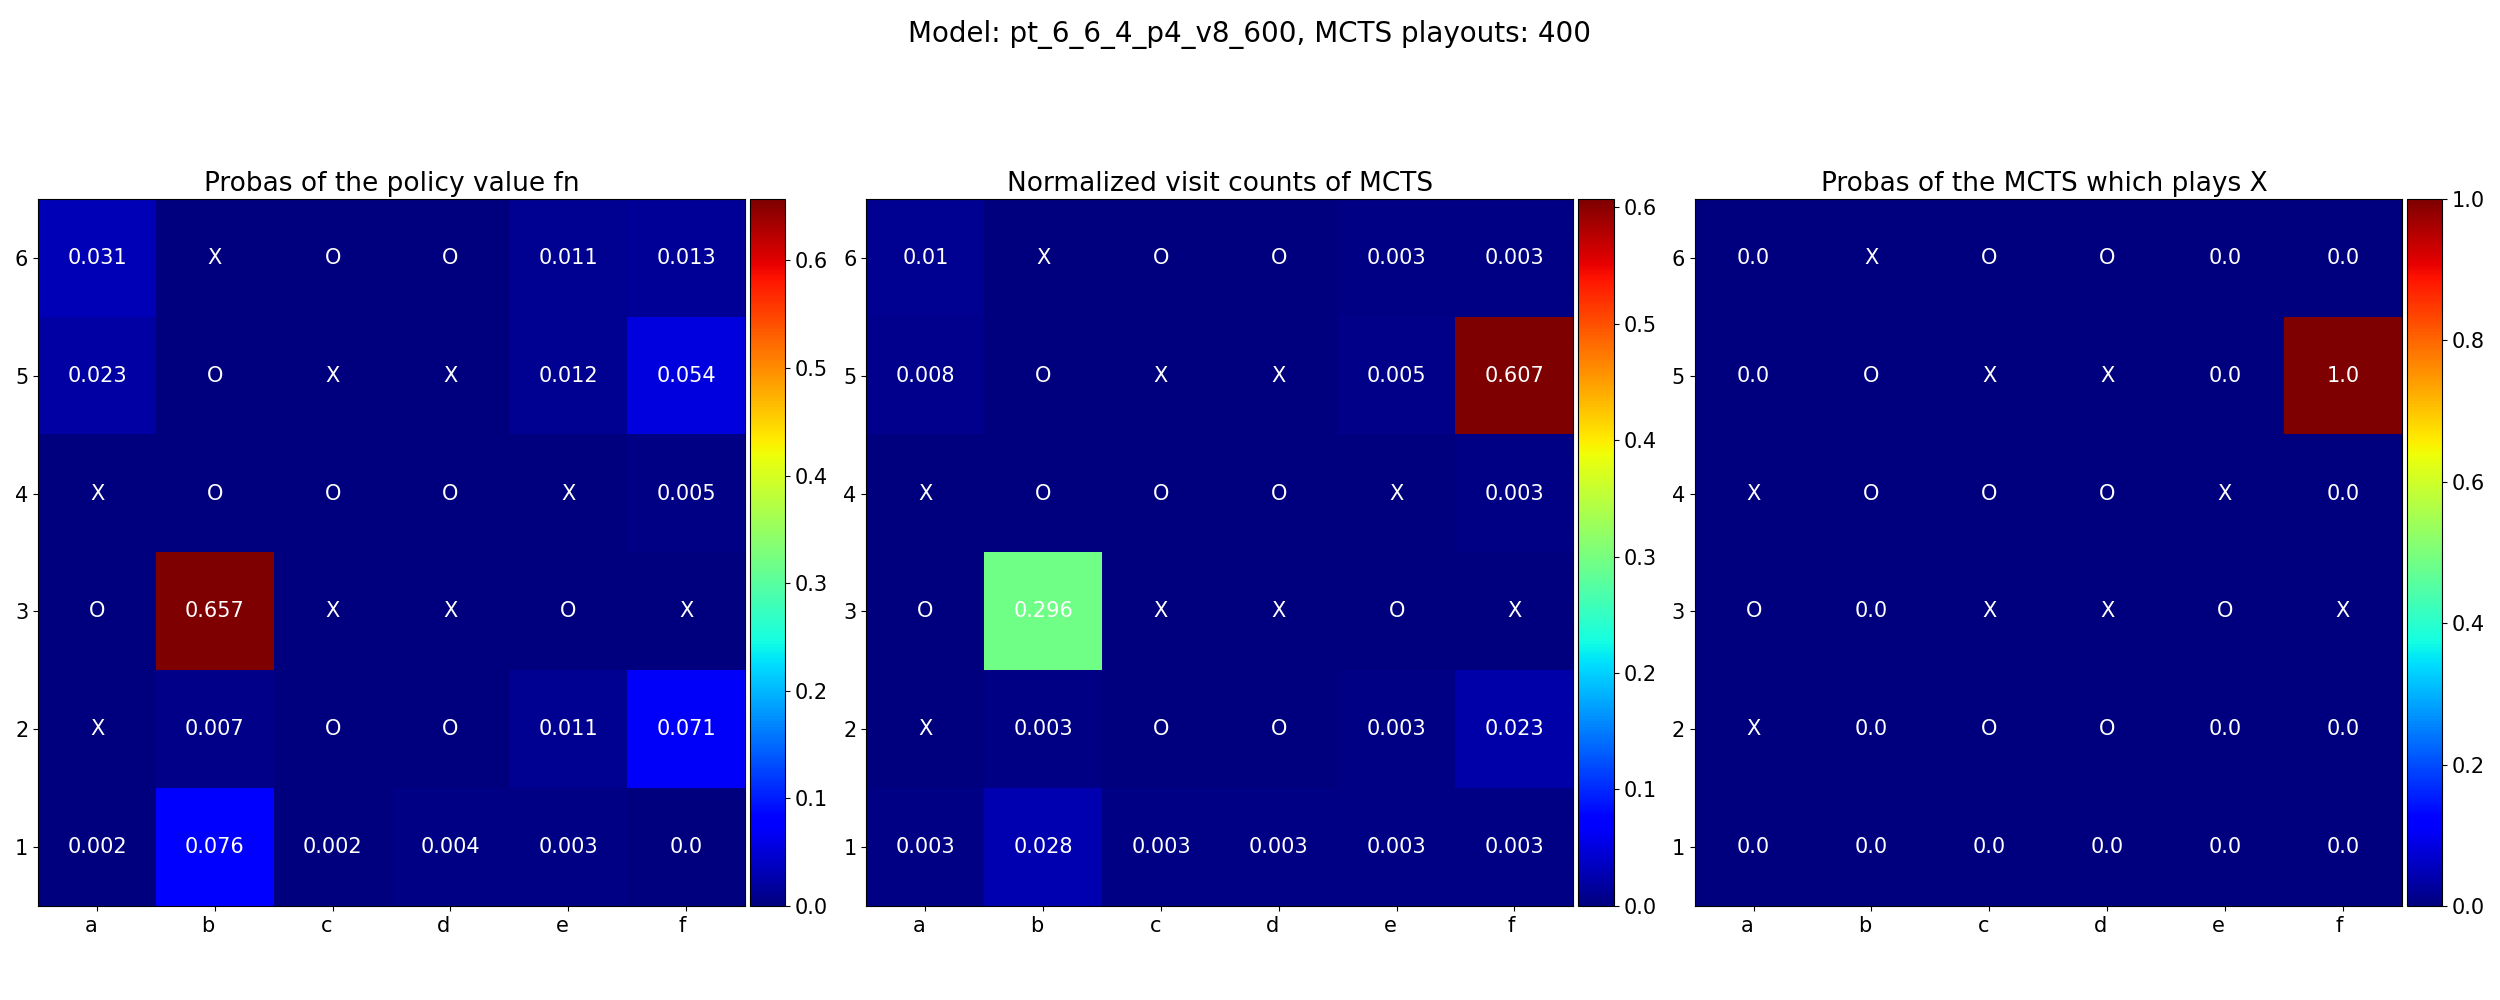 Model: pt_6_6_4_p4_v8_600, MCTS playouts: 400
Probas of the policy value fn
6 0.031 X O O 0.011 0.013
5 0.023 O X X 0.012 0.054
4 X O O O X 0.005
3 O 0.657 X X O X
2 X 0.007 O O 0.011 0.071
1 0.002 0.076 0.002 0.004 0.003 0.0
a b c d e f
0.6
0.5
0.4
0.3
0.2
0.1
0.0
Normalized visit counts of MCTS
6 0.01 X O O 0.003 0.003
5 0.008 O X X 0.005 0.607
4 X O O O X 0.003
3 O 0.296 X X O X
2 X 0.003 O O 0.003 0.023
1 0.003 0.028 0.003 0.003 0.003 0.003
a b c d e f
0.6
0.5
0.4
0.3
0.2
0.1
0.0
Probas of the MCTS which plays X
6 0.0 X O O 0.0 0.0
5 0.0 O X X 0.0 1.0
4 X O O O X 0.0
3 O 0.0 X X O X
2 X 0.0 O O 0.0 0.0
1 0.0 0.0 0.0 0.0 0.0 0.0
a b c d e f
1.0
0.8
0.6
0.4
0.2
0.0